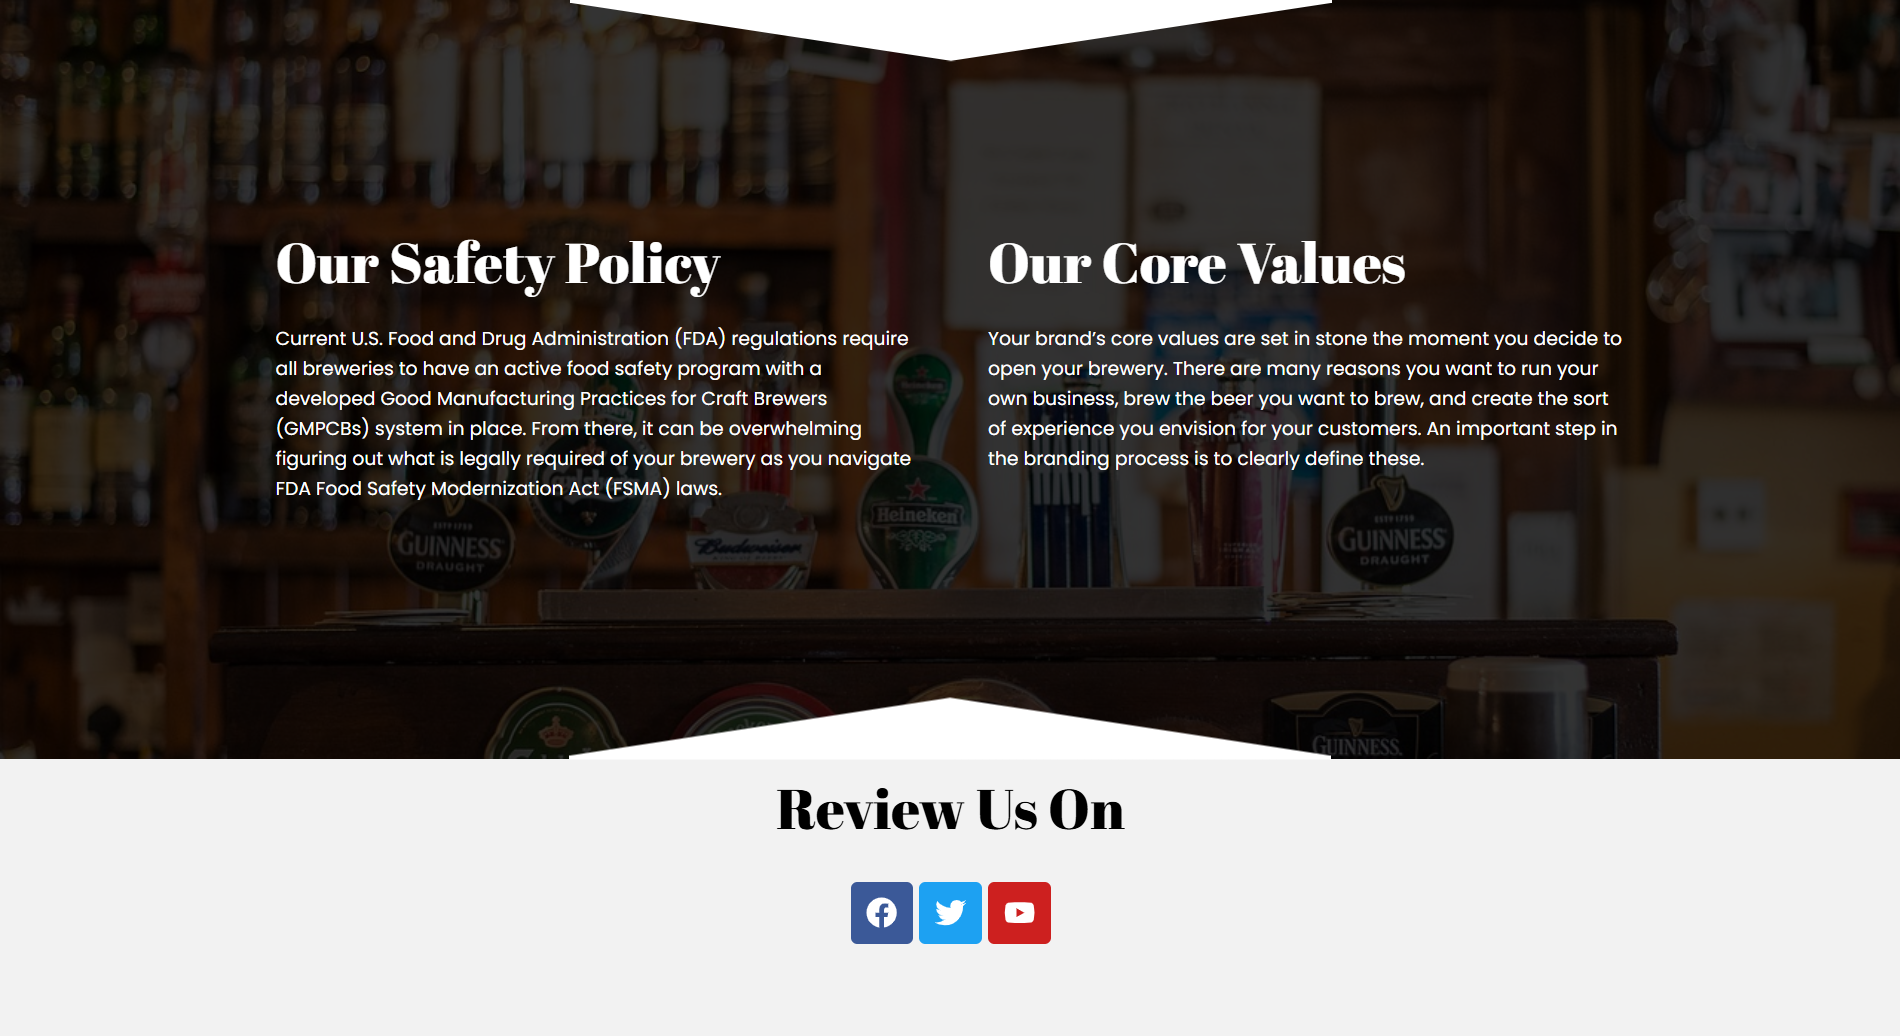 Our Safety Policy
Current U.S. Food and Drug Administration (FDA) regulations require
all breweries to have an active food safety program with a
developed Good Manufacturing Practices for Craft Brewers
(GMPCBs) system in place. From there, it can be overwhelming
figuring out what is legally required of your brewery as you navigate
FDA Food Safety Modernization Act (FSMA) laws.
Our Core Values
Your brand’s core values are set in stone the moment you decide to
open your brewery. There are many reasons you want to run your
own business, brew the beer you want to brew, and create the sort
of experience you envision for your customers. An important step in
the branding process is to clearly define these.
Heineken
GUINNESS
DRAUGHT
Budweiser
Heineken
ESTD 1759
GUINNESS
DRAUGHT
GUINNESS
Review Us On